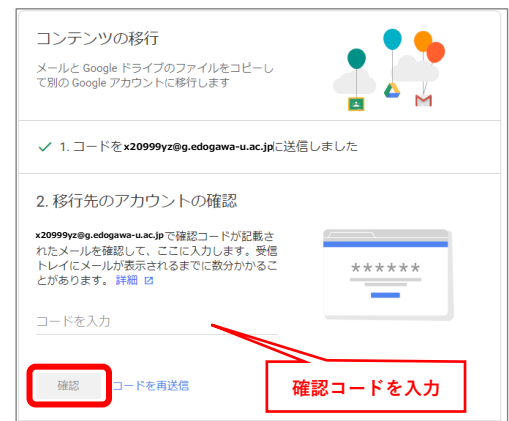 コンテンツの移行
メールと Google ドライブのファイルをコピーし
て別の Google アカウントに移行します
1. コードをx20999yz@g.edogawa-u.ac.jpに送信しました
2. 移行先のアカウントの確認
x20999yz@g.edogawa-u.ac.jpで確認コードが記載さ
れたメールを確認して、ここに入力します。受信
トレイにメールが表示されるまでに数分かかるこ
とがあります。 詳細
******
コードを入力
確認
コードを再送信
確認コードを入力